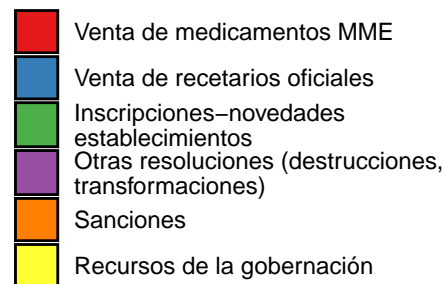 Venta de medicamentos MME
Venta de recetarios oficiales
Inscripciones−novedades
establecimientos
Otras resoluciones (destrucciones,
transformaciones)
Sanciones
Recursos de la gobernación